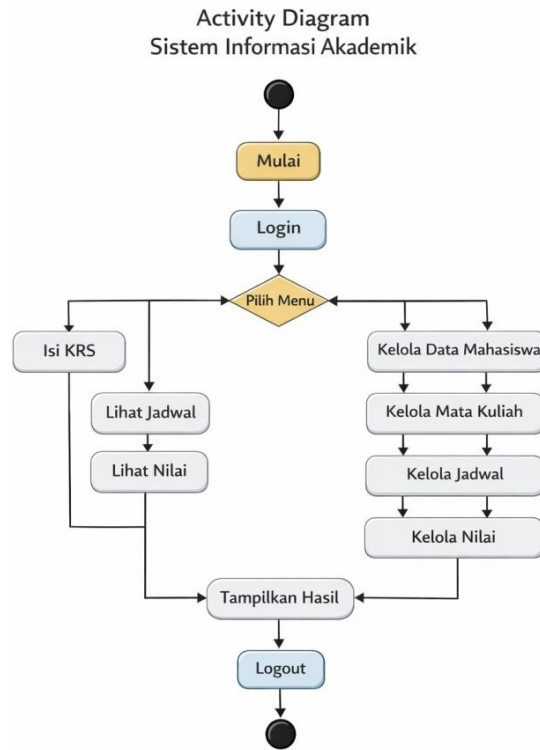 Activity Diagram
Sistem Informasi Akademik
Mulai
Login
Pilih Menu
Isi KRS
Kelola Data Mahasiswa
Lihat Jadwal
Kelola Mata Kuliah
Lihat Nilai
Kelola Jadwal
Kelola Nilai
Tampilkan Hasil
Logout